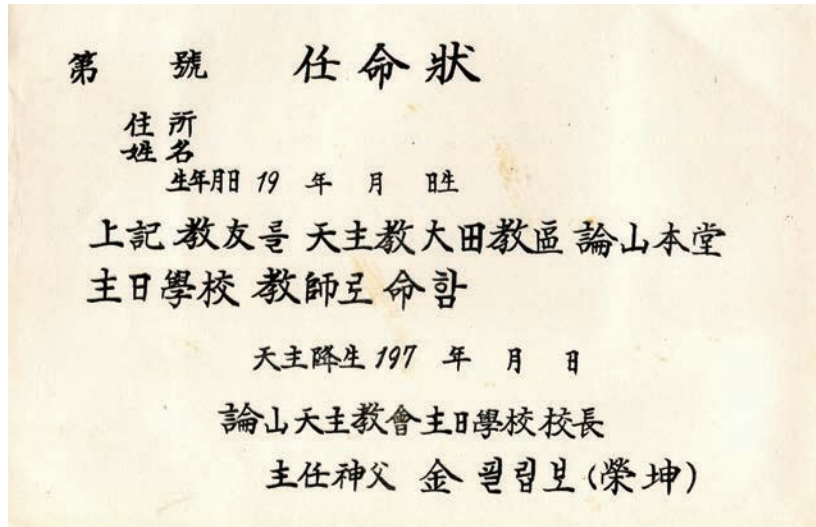 第 號 任命狀
住所
姓名
生年月日 19 年 月 日生
上記 教友를 天主教大田教區 論山本堂
主日學校 教師로 命함
天主降生 197 年 月 日
論山天主教會主日學校校長
主任神父 金 필립보(榮坤)